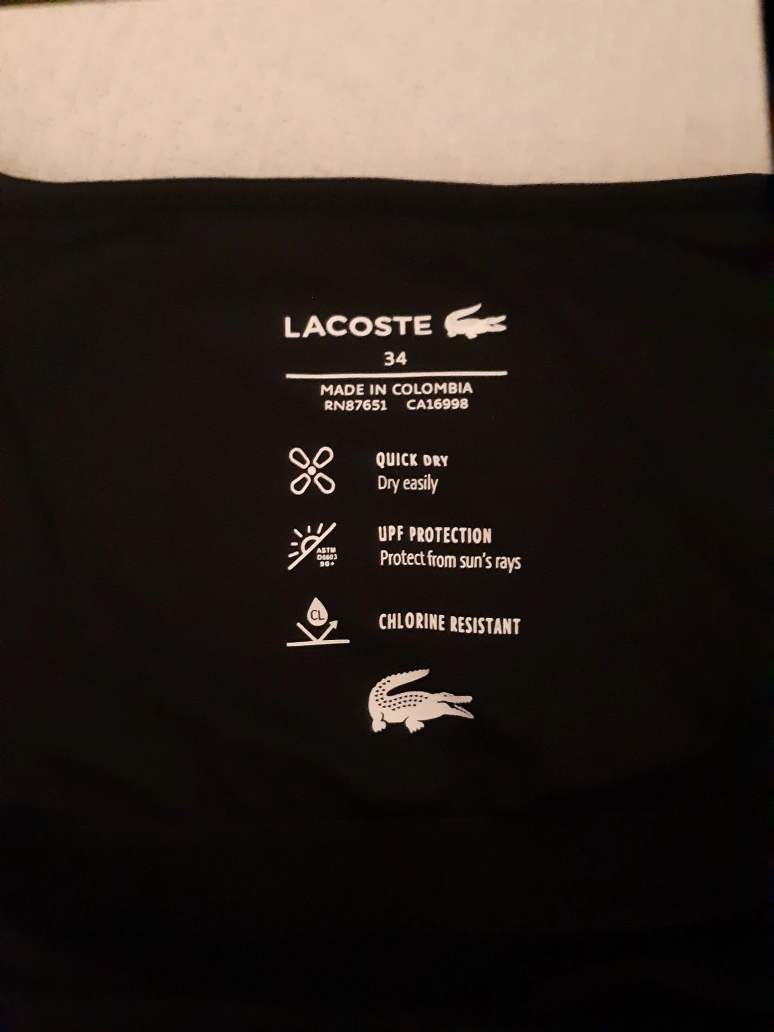 LACOSTE
34
MADE IN COLOMBIA
RN87651 CA16998
QUICK DRY
Dry easily
ASTM
UPF PROTECTION
Protect from sun's rays
CL
CHLORINE RESISTANT